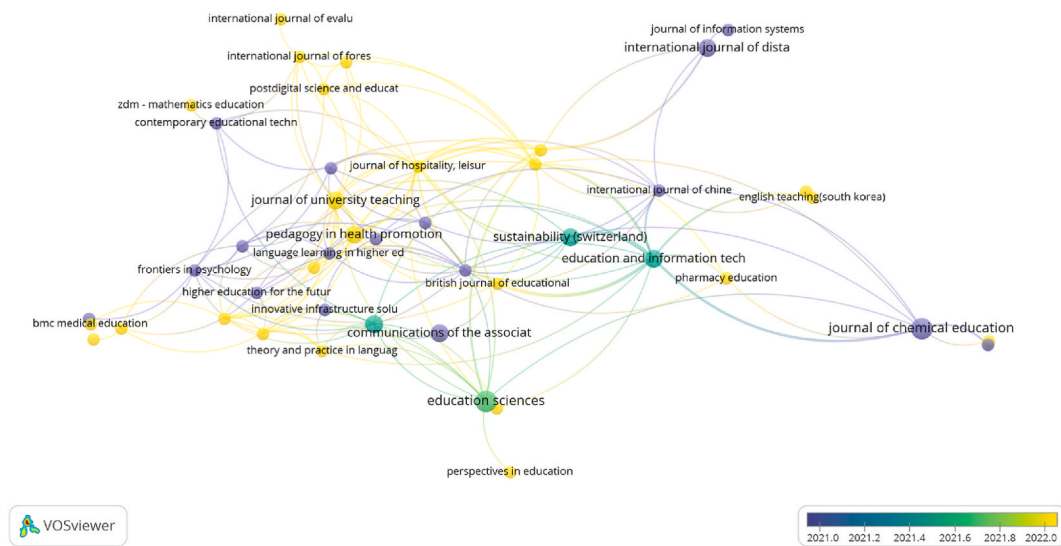 international journal of evalu
journal of information systems
international journal of dista
international journal of fores
postdigital science and educat
zdm - mathematics education
contemporary educational techn
journal of hospitality, leisur
international journal of chine
english teaching(south korea)
journal of university teaching
pedagogy in health promotion
sustainability (switzerland)
language learning in higher ed
education and information tech
frontiers in psychology
british journal of educational
pharmacy education
higher education for the futur
innovative infrastructure solu
bmc medical education
communications of the associat
journal of chemical education
theory and practice in languag
education sciences
perspectives in education
VOSviewer
2021.0 2021.2 2021.4 2021.6 2021.8 2022.0